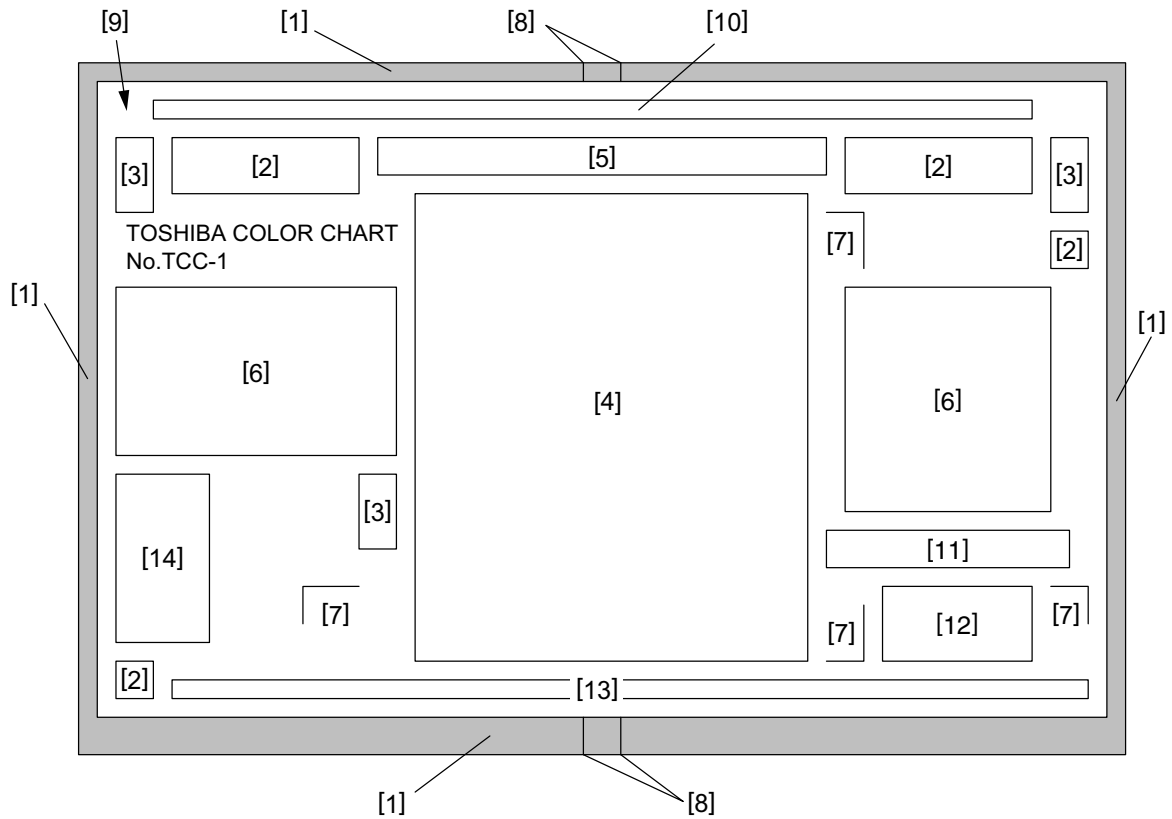 [9] [1] [8] [10]
[3] [2] [5] [2] [3]
TOSHIBA COLOR CHART
No.TCC-1
[7] [2]
[1] [1]
[6] [4] [6]
[3] [11]
[14] [7] [7] [12] [7]
[2] [13]
[1] [8]